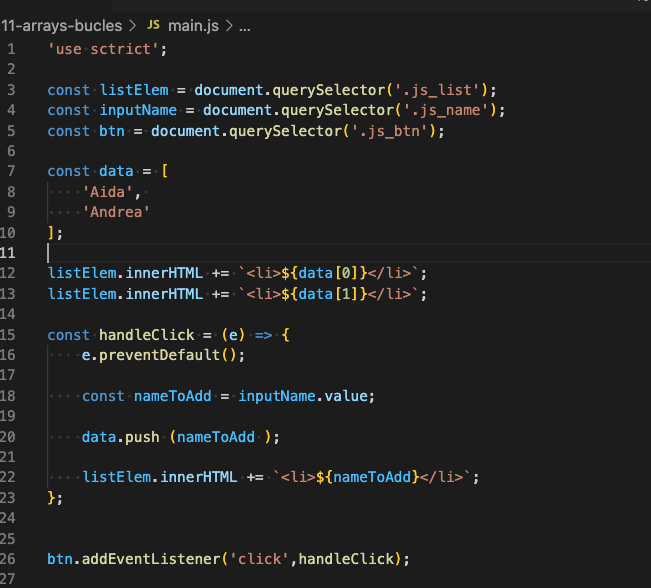 11-arrays-bucles > JS main.js > ...
1 'use sctrict';
2
3 const listElem = document.querySelector('.js_list');
4 const inputName = document.querySelector('.js_name');
5 const btn = document.querySelector('.js_btn');
6
7 const data = [
8     'Aida',
9     'Andrea'
10 ];
11
12 listElem.innerHTML += `<li>${data[0]}</li>`;
13 listElem.innerHTML += `<li>${data[1]}</li>`;
14
15 const handleClick = (e) => {
16     e.preventDefault();
17
18     const nameToAdd = inputName.value;
19
20     data.push (nameToAdd );
21
22     listElem.innerHTML += `<li>${nameToAdd}</li>`;
23 };
24
25
26 btn.addEventListener('click',handleClick);
27